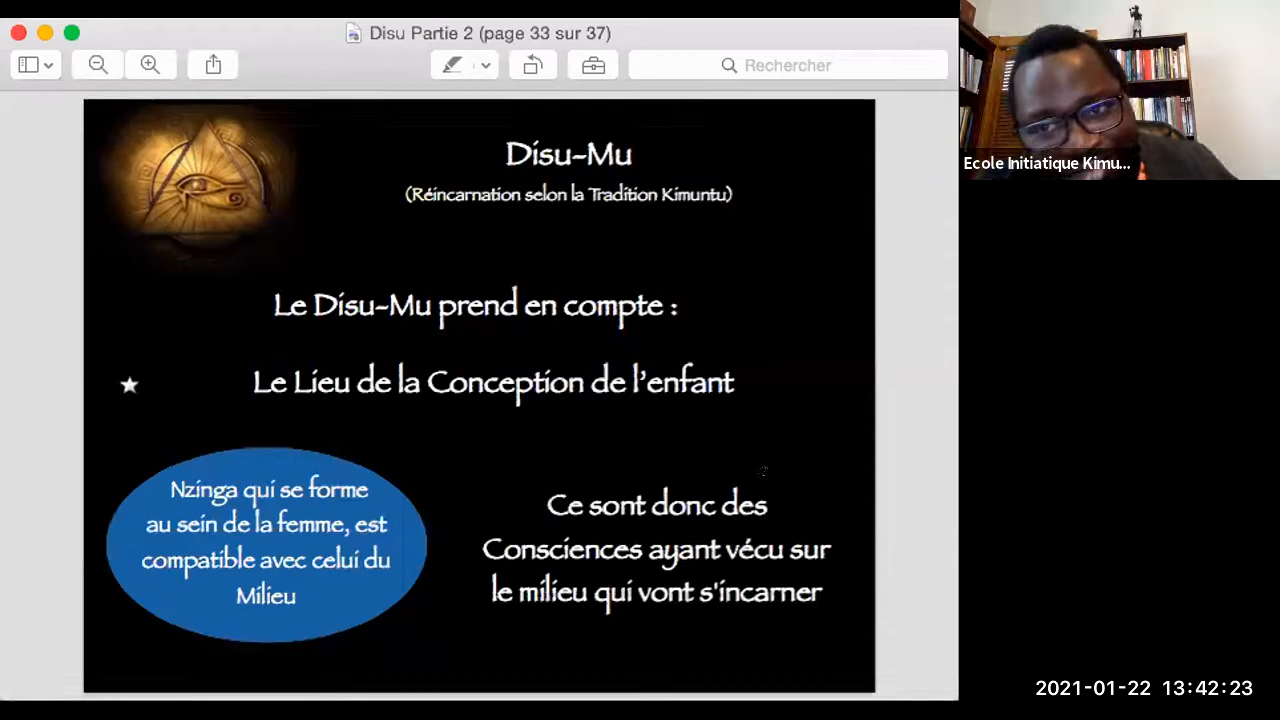 Disu Partie 2 (page 33 sur 37)
Rechercher
Disu-Mu
(Réincarnation selon la Tradition Kimuntu)
Le Disu-Mu prend en compte :
Le Lieu de la Conception de l'enfant
Nzinga qui se forme
au sein de la femme, est
compatible avec celui du
Milieu
Ce sont donc des
Consciences ayant vécu sur
le milieu qui vont s'incarner
Ecole Initiatique Kimu...
2021-01-22 13:42:23